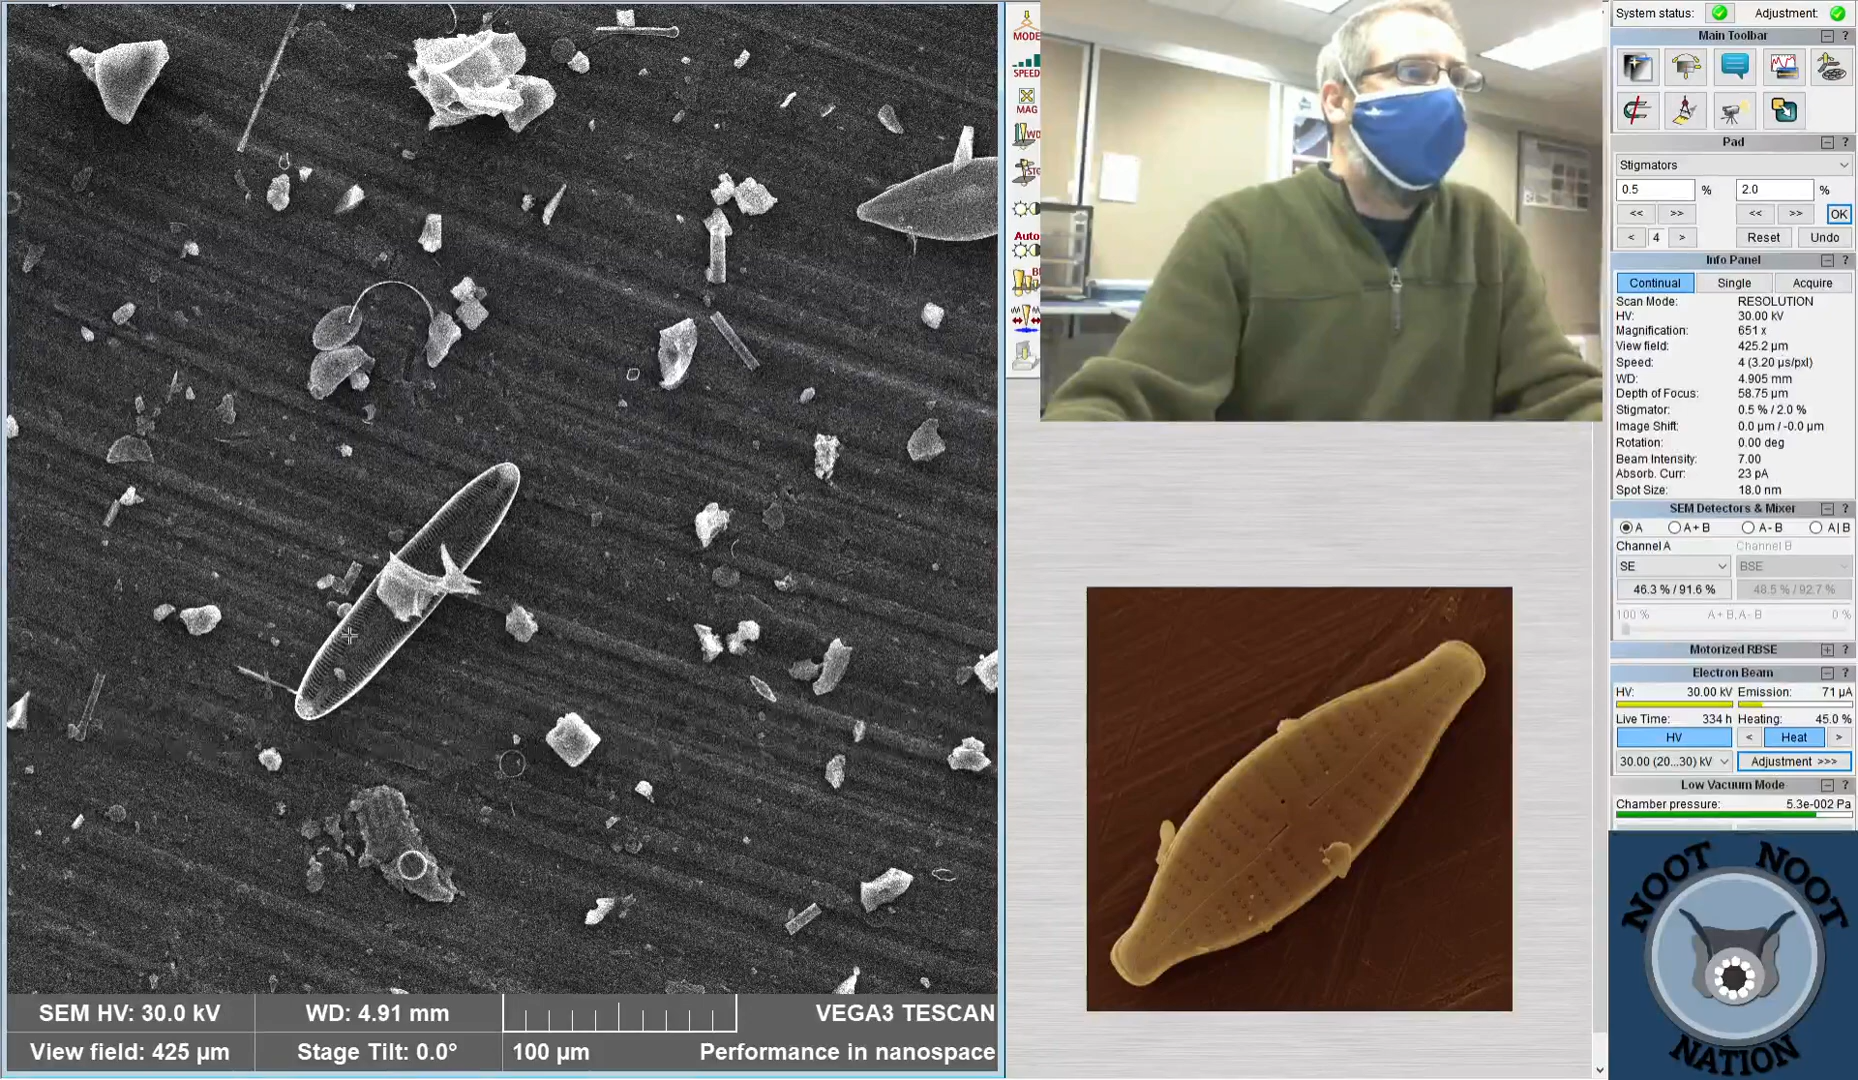 MODE
SPEED
MAG
WD
Auto
System status:
Adjustment:
Main Toolbar
?
Pad
?
Stigmators
0.5 % 2.0 %
<< >> << >> OK
< 4 > Reset Undo
Info Panel
?
Continual Single Acquire
Scan Mode: RESOLUTION
HV: 30.00 kV
Magnification: 651 x
View field: 425.2 µm
Speed: 4 (3.20 µs/pxl)
WD: 4.905 mm
Depth of Focus: 58.75 µm
Stigmator: 0.5 % / 2.0 %
Image Shift: 0.0 µm / -0.0 µm
Rotation: 0.00 deg
Beam Intensity: 7.00
Absorb. Curr: 23 pA
Spot Size: 18.0 nm
SEM Detectors & Mixer
?
A A + B A - B A | B
Channel A Channel B
SE BSE
46.3 % / 91.6 % 48.5 % / 92.7 %
100 % A + B, A - B 0 %
Motorized RBSE
?
Electron Beam
?
HV: 30.00 kV Emission: 71 µA
Live Time: 334 h Heating: 45.0 %
HV < Heat >
30.00 (20...30) kV Adjustment >>>
Low Vacuum Mode
?
Chamber pressure: 5.3e-002 Pa
NOOT NOOT
NATION
SEM HV: 30.0 kV WD: 4.91 mm VEGA3 TESCAN
View field: 425 µm Stage Tilt: 0.0° 100 µm Performance in nanospace